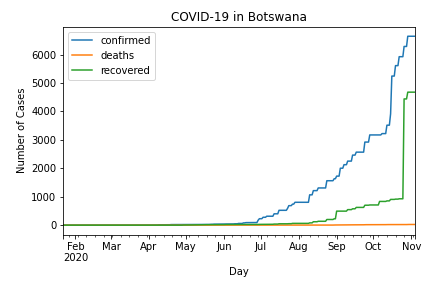 COVID-19 in Botswana
confirmed
deaths
recovered
Number of Cases
6000
5000
4000
3000
2000
1000
0
Feb Mar Apr May Jun Jul Aug Sep Oct Nov
2020
Day